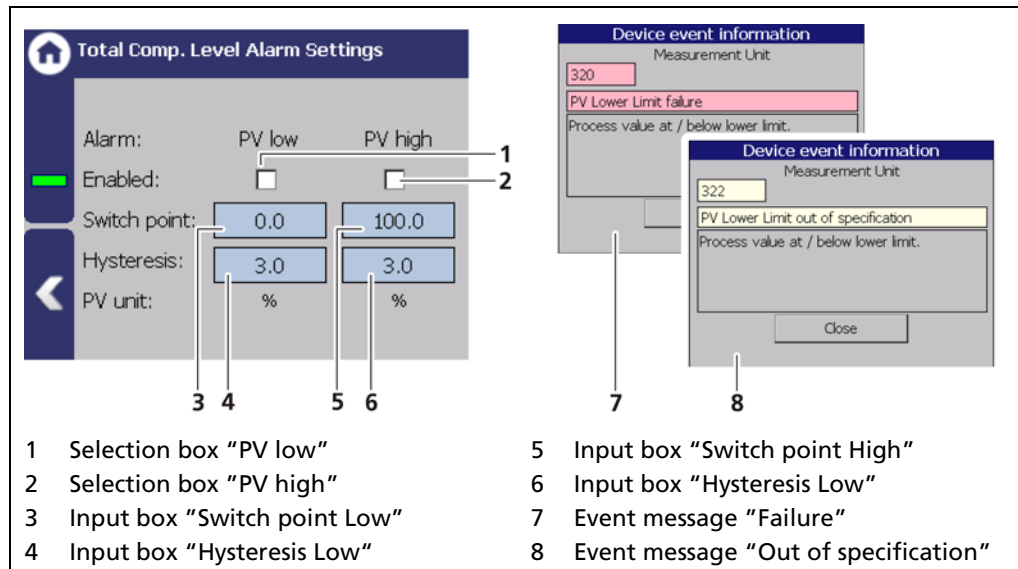 Total Comp. Level Alarm Settings
Alarm: PV low PV high
Enabled:
Switch point: 0.0 100.0
Hysteresis: 3.0 3.0
PV unit: % %
1
2
3 4 5 6
Device event information
Measurement Unit
320
PV Lower Limit failure
Process value at / below lower limit.
Device event information
Measurement Unit
322
PV Lower Limit out of specification
Process value at / below lower limit.
Close
7 8
1 Selection box "PV low"
2 Selection box "PV high"
3 Input box "Switch point Low"
4 Input box "Hysteresis Low"
5 Input box "Switch point High"
6 Input box "Hysteresis Low"
7 Event message "Failure"
8 Event message "Out of specification"